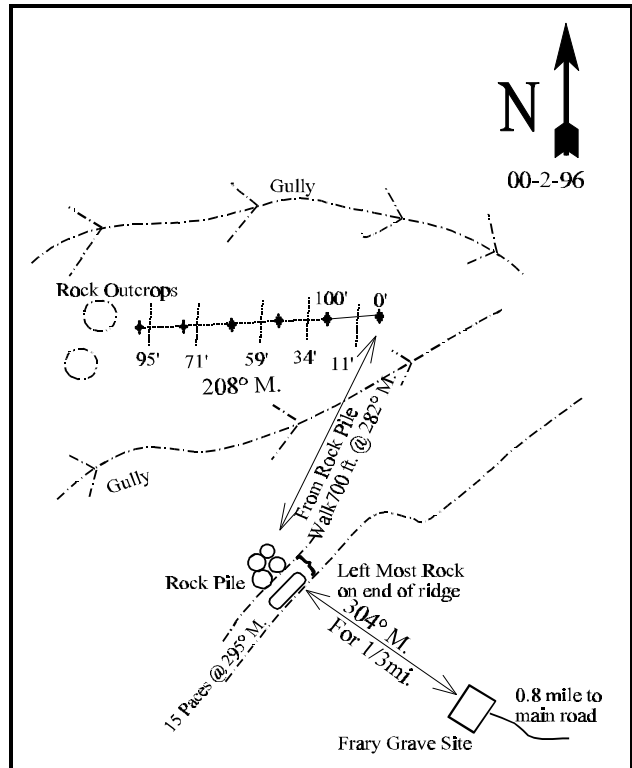 N
00-2-96
Gully
Rock Outcrops
100'
0'
95'
71'
59'
34'
11'
208° M.
From Rock Pile
Walk700 ft. @ 282° M.
Gully
Rock Pile
Left Most Rock
on end of ridge
304° M.
For 1/3mi.
15 Paces @ 295° M.
0.8 mile to
main road
Frary Grave Site